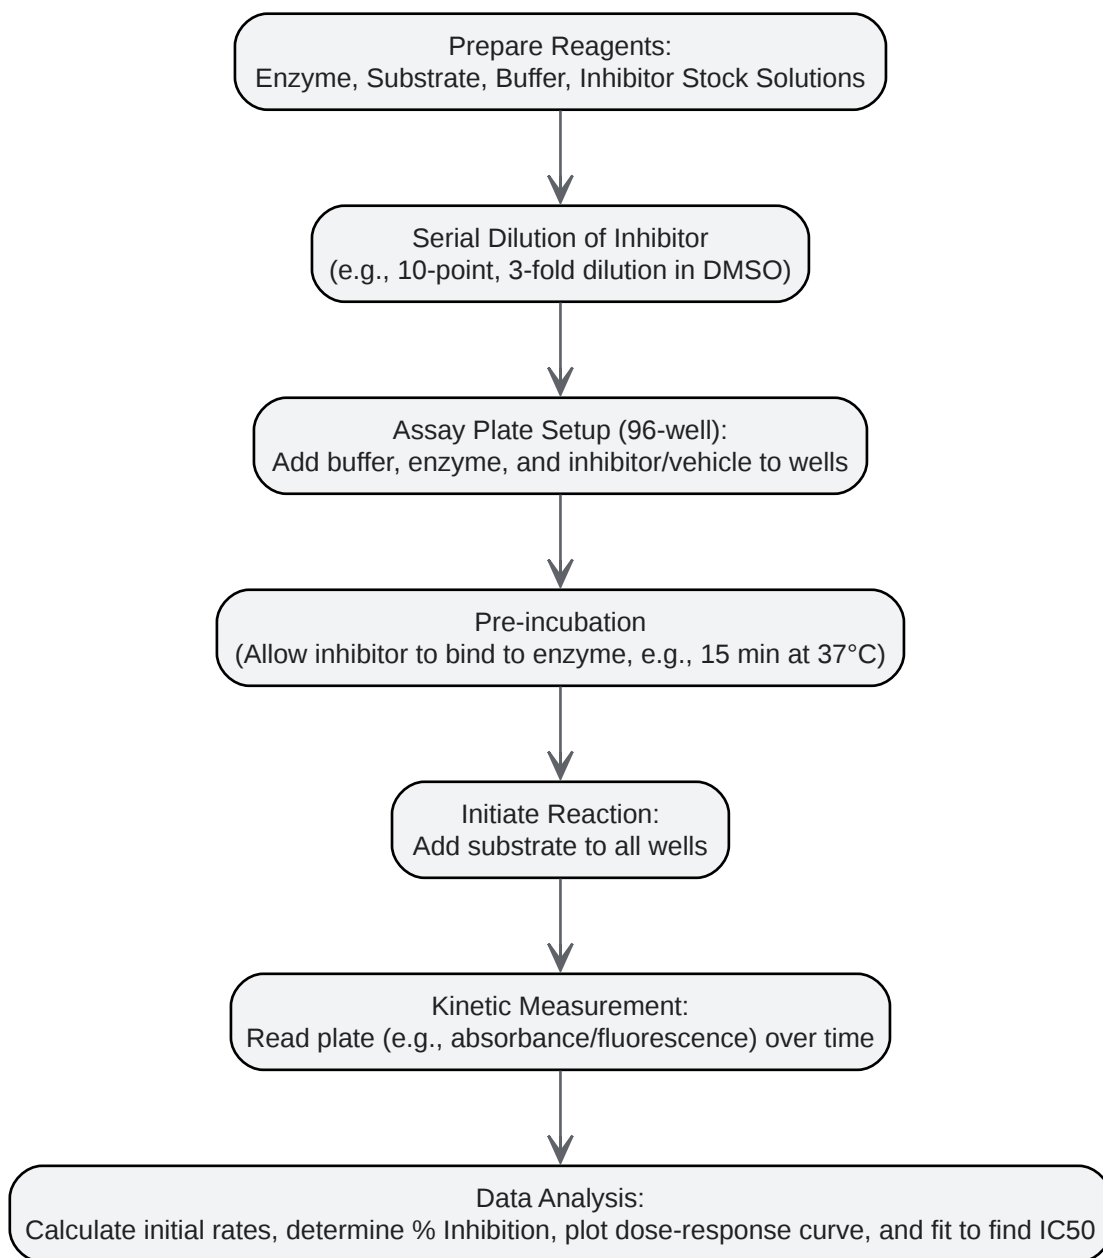 Prepare Reagents:
Enzyme, Substrate, Buffer, Inhibitor Stock Solutions
Serial Dilution of Inhibitor
(e.g., 10-point, 3-fold dilution in DMSO)
Assay Plate Setup (96-well):
Add buffer, enzyme, and inhibitor/vehicle to wells
Pre-incubation
(Allow inhibitor to bind to enzyme, e.g., 15 min at 37°C)
Initiate Reaction:
Add substrate to all wells
Kinetic Measurement:
Read plate (e.g., absorbance/fluorescence) over time
Data Analysis:
Calculate initial rates, determine % Inhibition, plot dose-response curve, and fit to find IC50